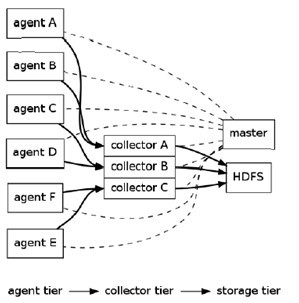 agent A
agent B
agent C
agent D
agent F
agent E
collector A
collector B
collector C
master
HDFS
agent tier
collector tier
storage tier